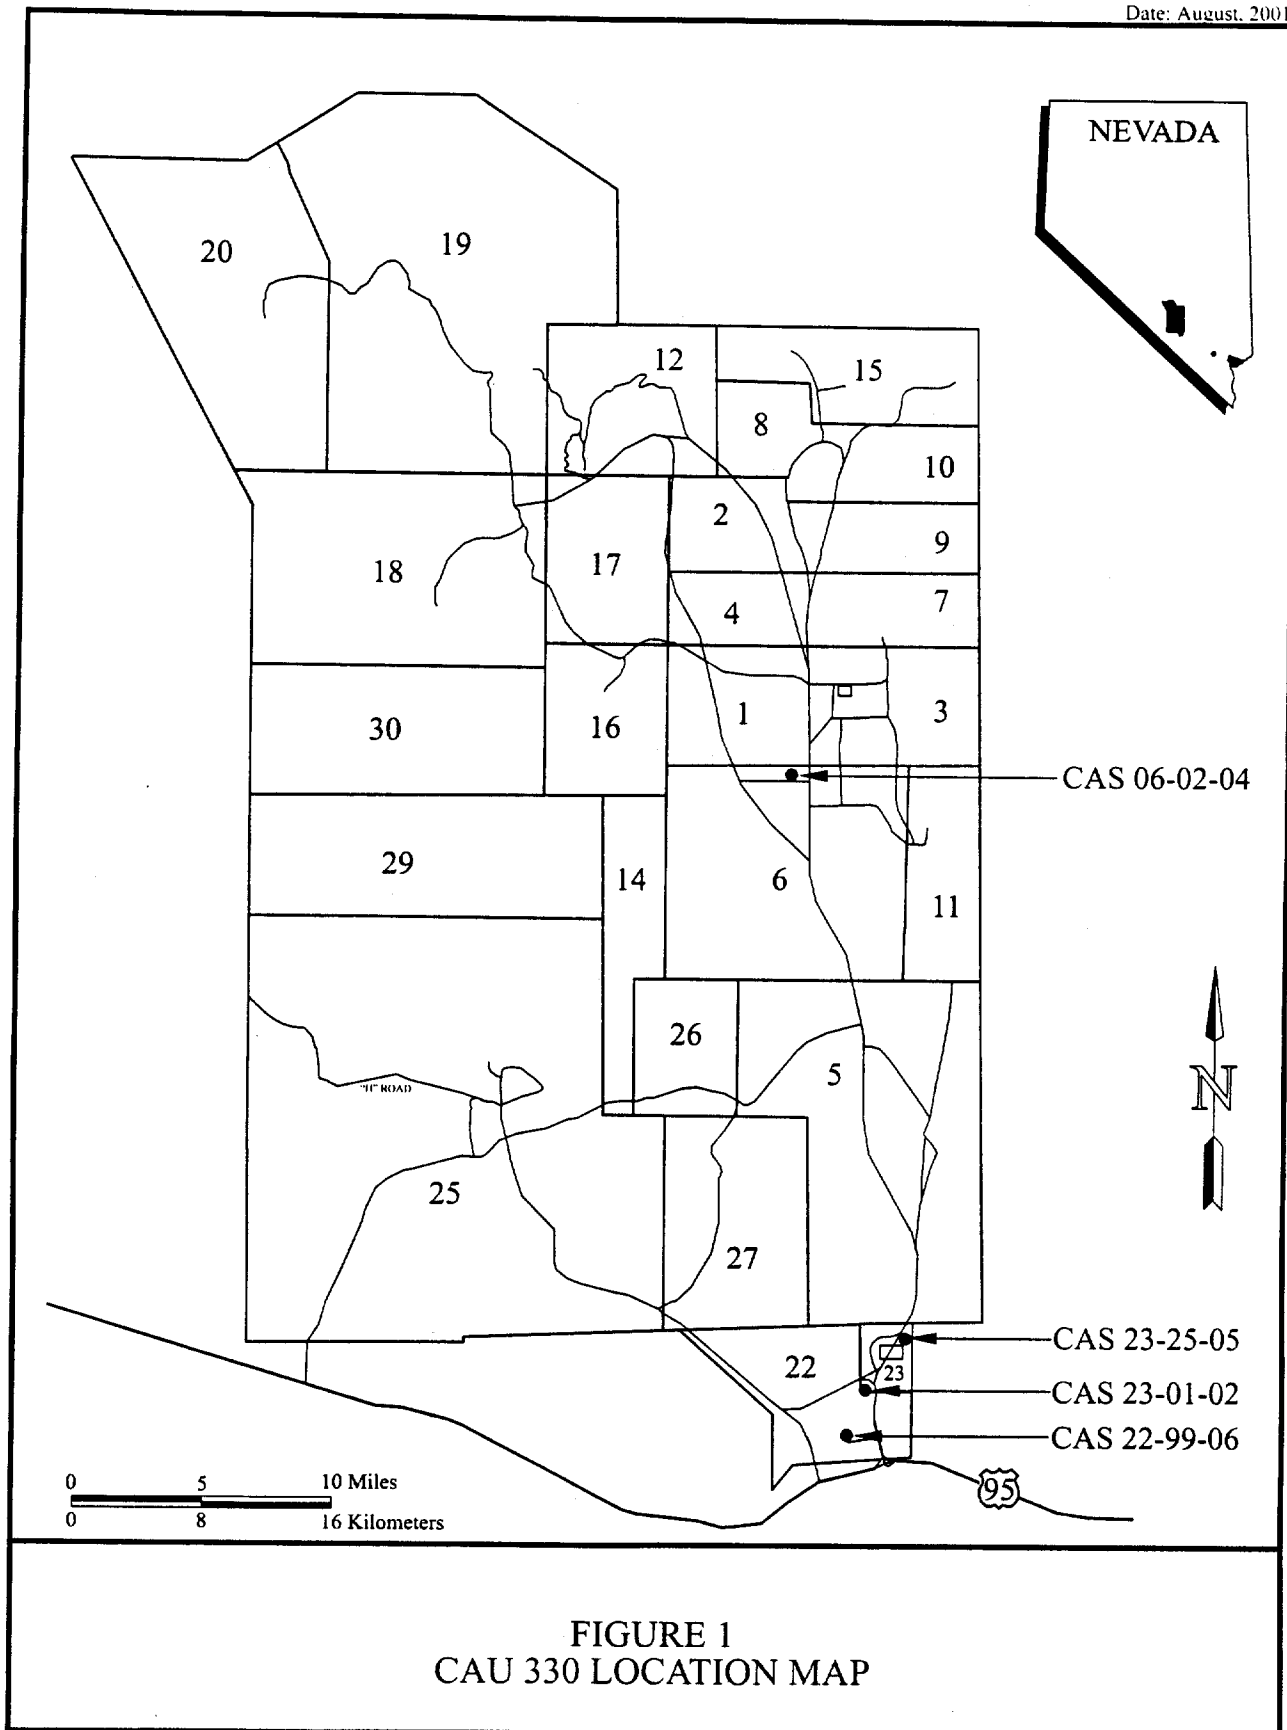 Date: August, 2001
NEVADA
20
19
12
15
8
10
2
9
18
17
7
4
30
16
1
3
CAS 06-02-04
29
14
6
11
26
5
"H" ROAD
N
25
27
CAS 23-25-05
22
23
CAS 23-01-02
CAS 22-99-06
0 5 10 Miles
95
0 8 16 Kilometers
FIGURE 1
CAU 330 LOCATION MAP